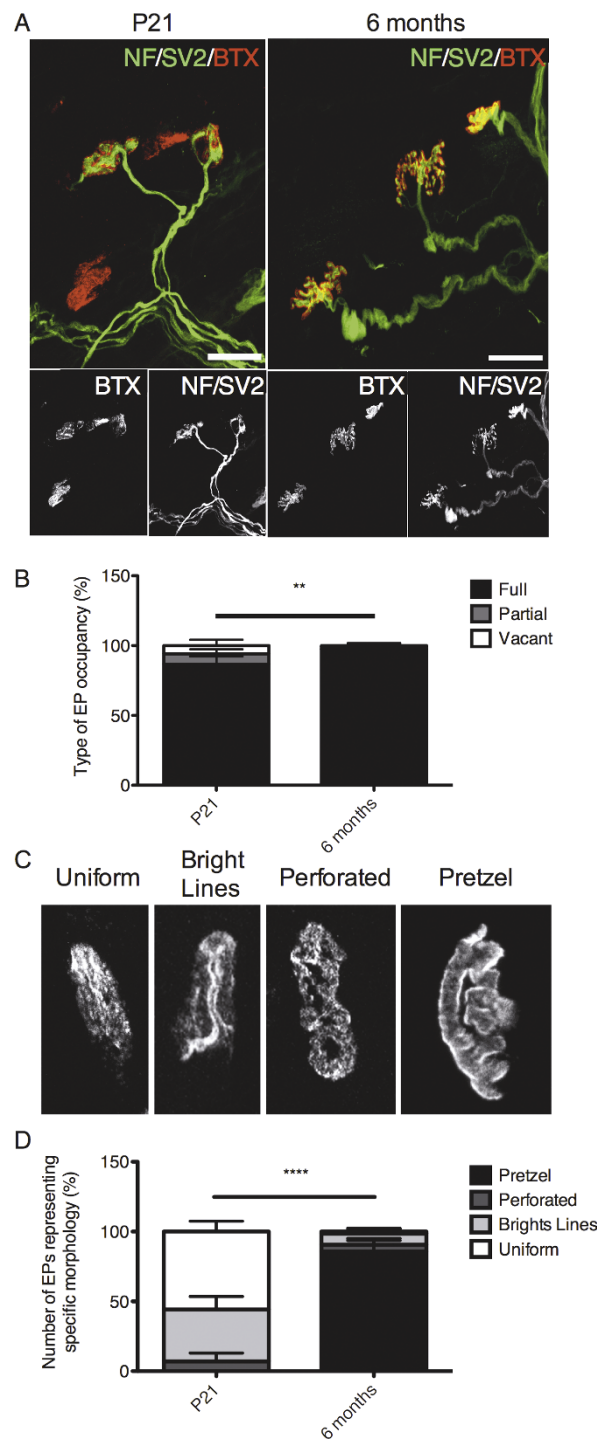 A
P21
6 months
NF/SV2/BTX
NF/SV2/BTX
BTX
NF/SV2
BTX
NF/SV2
B
Type of EP occupancy (%)
150
100
50
0
**
P21
6 months
Full
Partial
Vacant
C
Uniform
Bright
Lines
Perforated
Pretzel
D
Number of EPs representing
specific morphology (%)
150
100
50
0
****
P21
6 months
Pretzel
Perforated
Brights Lines
Uniform